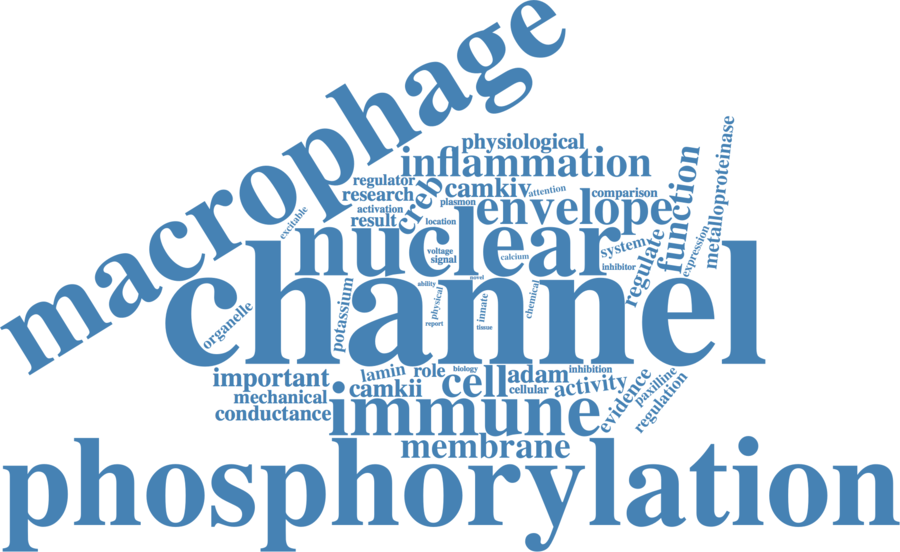 macrophage
physiological
inflammation
regulator
creb
camkiv
attention
research
comparison
plasmon
envelope
activation
result
location
excitable
nuclear
function
metalloproteinase
system
regulate
expression
voltage
signal
calcium
inhibitor
channel
organelle
potassium
ability
novel
physical
innate
chemical
report
tissue
important
lamin
role
biology
cell
adam
inhibition
camkii
cellular
activity
evidence
paxilline
regulation
mechanical
conductance
immune
membrane
phosphorylation